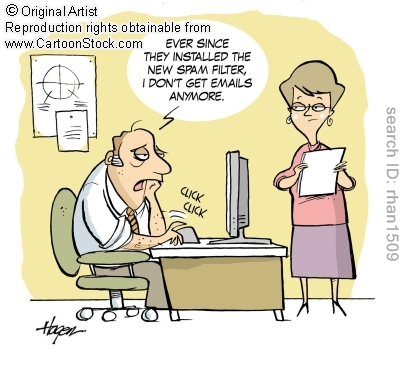 © Original Artist
Reproduction rights obtainable from
www.CartoonStock.com
EVER SINCE
THEY INSTALLED THE
NEW SPAM FILTER,
I DON'T GET EMAILS
ANYMORE.
CLICK
CLICK
search ID: rhan1509
Hagen